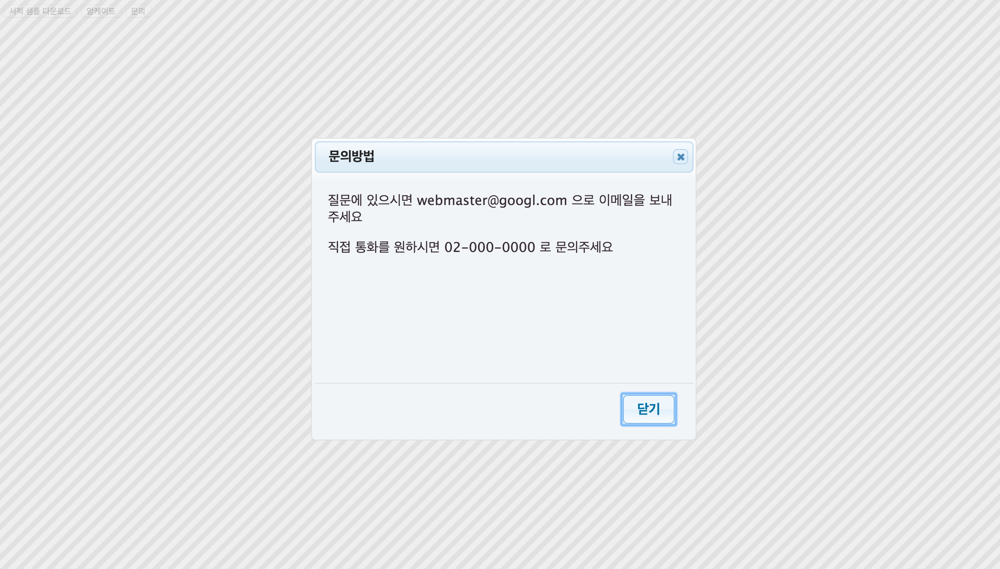 서적 샘플 다운로드 앙케이트 문의
문의방법
질문에 있으시면 webmaster@googl.com 으로 이메일을 보내
주세요
직접 통화를 원하시면 02-000-0000 로 문의주세요
닫기